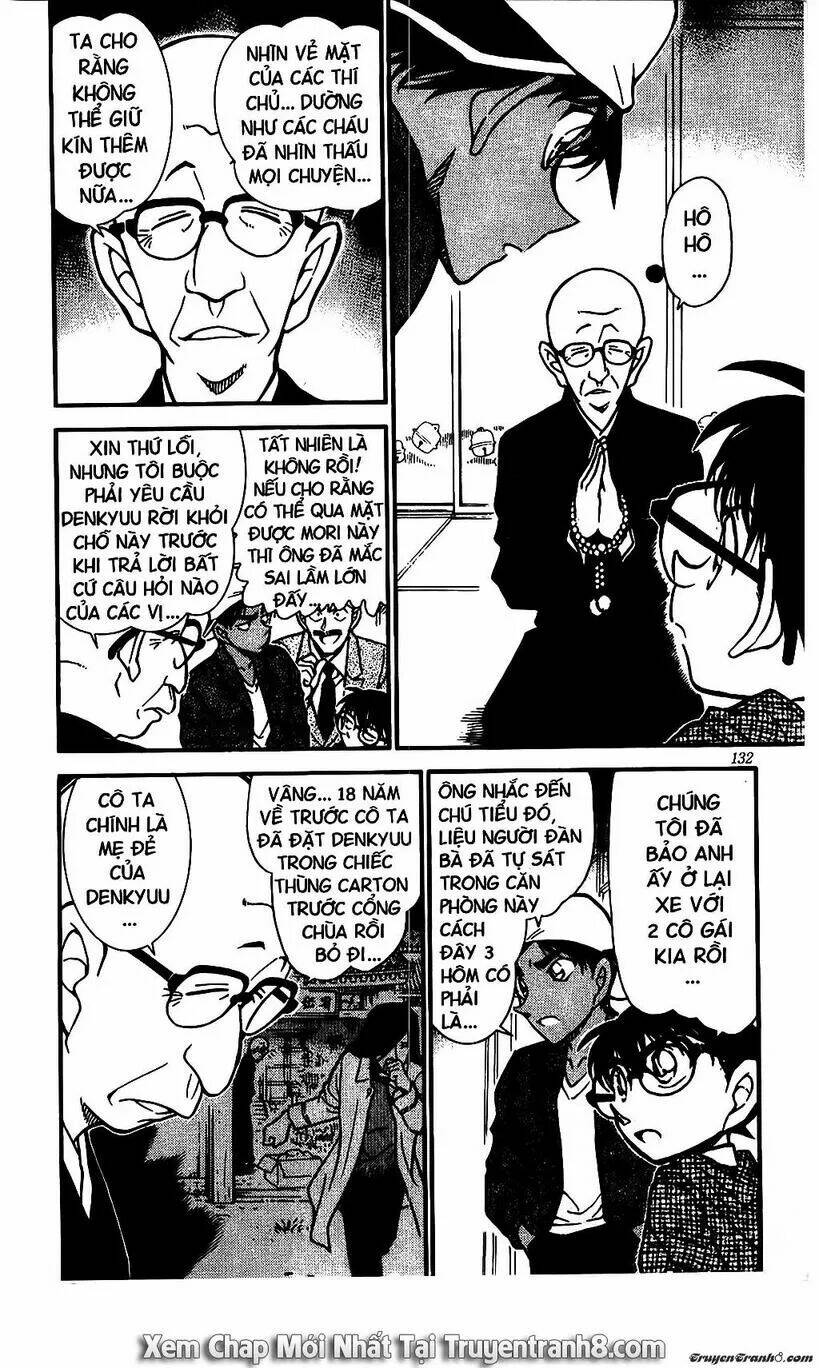 HÔ
HÔ
...
NHÌN VẺ MẶT
CỦA CÁC THÍ
CHỦ... DƯỜNG
NHƯ CÁC CHÁU
ĐÃ NHÌN THẤU
MỌI CHUYỆN...
TA CHO
RẰNG
KHÔNG
THỂ GIỮ
KÍN THÊM
ĐƯỢC
NỮA...
TẤT NHIÊN LÀ
KHÔNG RỒI!
NẾU CHO RẰNG
CÓ THỂ QUA MẶT
ĐƯỢC MORI NÀY
THÌ ÔNG ĐÃ MẮC
SAI LẦM LỚN
ĐẤY...
XIN THỨ LỖI,
NHƯNG TÔI BUỘC
PHẢI YÊU CẦU
DENKYUU RỜI KHỎI
CHỖ NÀY TRƯỚC
KHI TRẢ LỜI BẤT
CỨ CÂU HỎI NÀO
CỦA CÁC VỊ...
132
CHÚNG
TÔI ĐÃ
BẢO ANH
ẤY Ở LẠI
XE VỚI
2 CÔ GÁI
KIA RỒI
...
ÔNG NHẮC ĐẾN
CHÚ TIỂU ĐÓ,
LIỆU NGƯỜI ĐÀN
BÀ ĐÃ TỰ SÁT
TRONG CĂN
PHÒNG NÀY
CÁCH
ĐÂY 3
HÔM CÓ
PHẢI
LÀ...
VÂNG... 18 NĂM
VỀ TRƯỚC CÔ TA
ĐÃ ĐẶT DENKYUU
TRONG CHIẾC
THÙNG CARTON
TRƯỚC CỔNG
CHÙA RỒI
BỎ ĐI...
CÔ TA
CHÍNH LÀ
MẸ ĐẺ
CỦA
DENKYUU
...
Xem Chap Mới Nhất Tại Truyentranh8.com
TruyenTranh8.com